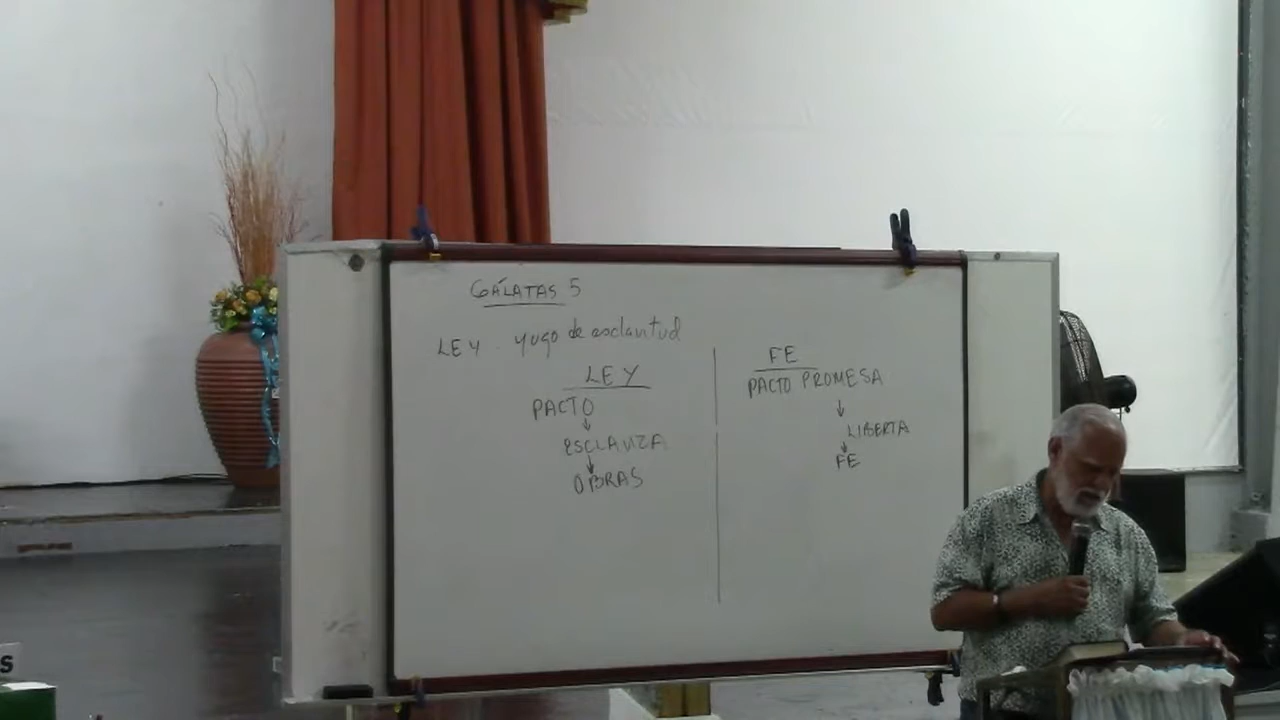 GÁLATAS 5
LEY - yugo de esclavitud
LEY
PACTO
↓
ESCLAVIZA
↓
OBRAS
FE
PACTO PROMESA
↓
LIBERTA
↓
FE
S